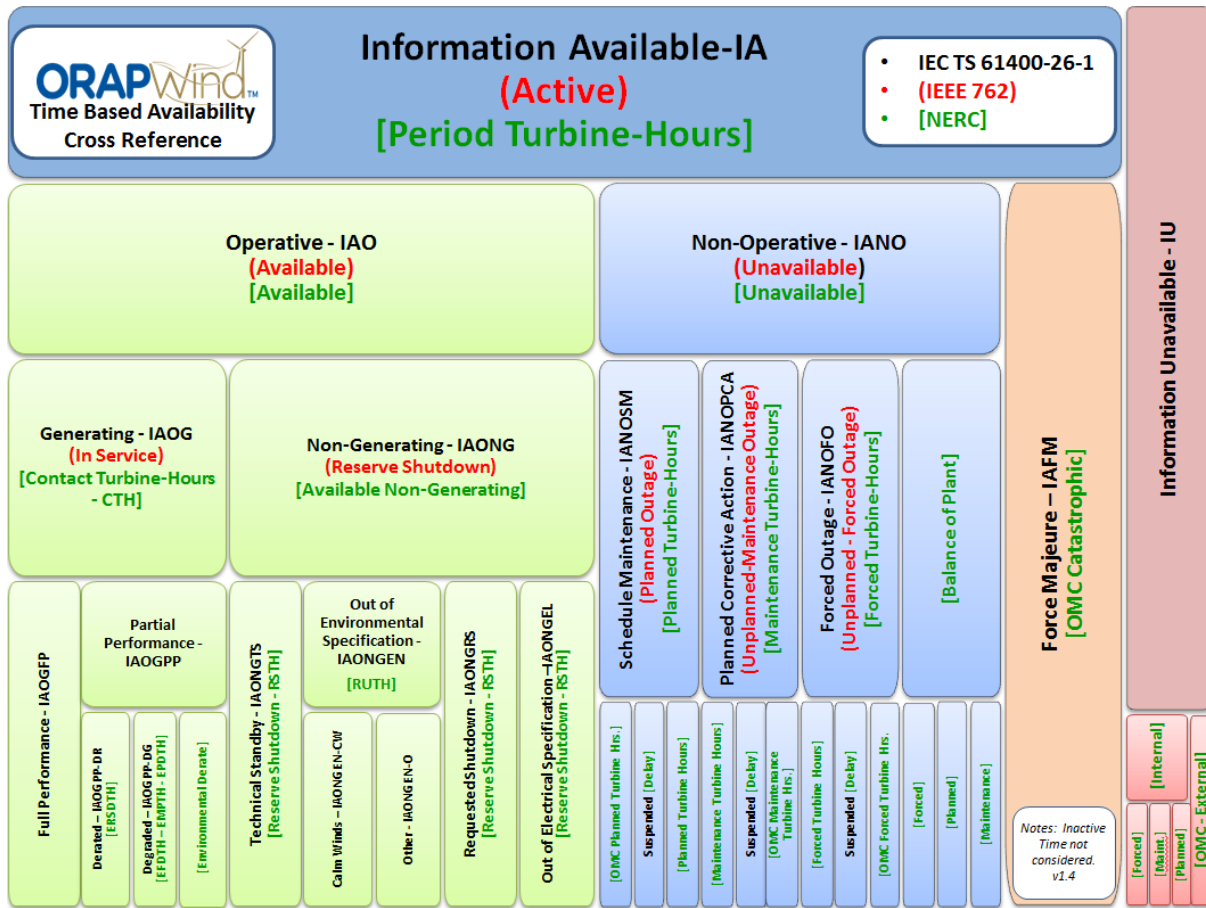 ORAPWind™
Time Based Availability
Cross Reference
Information Available-IA
(Active)
[Period Turbine-Hours]
• IEC TS 61400-26-1
• (IEEE 762)
• [NERC]
Operative - IAO
(Available)
[Available]
Non-Operative - IANO
(Unavailable)
[Unavailable]
Generating - IAOG
(In Service)
[Contact Turbine-Hours
- CTH]
Non-Generating - IAONG
(Reserve Shutdown)
[Available Non-Generating]
Schedule Maintenance - IANOSM
(Planned Outage)
[Planned Turbine-Hours]
Planned Corrective Action - IANOPCA
(Unplanned-Maintenance Outage)
[Maintenance Turbine-Hours]
Forced Outage - IANOFO
(Unplanned - Forced Outage)
[Forced Turbine-Hours]
[Balance of Plant]
Force Majeure – IAFM
[OMC Catastrophic]
Information Unavailable - IU
Full Performance - IAOGFP
Partial
Performance -
IAOGPP
Derated – IAOGPP-DR
[ERSDTH]
Degraded – IAOGPP-DG
[EFDTH – EMPTH - EPDTH]
[Environmental Derate]
Technical Standby - IAONGTS
[Reserve Shutdown - RSTH]
Out of
Environmental
Specification -
IAONGEN
[RUTH]
Calm Winds – IAONGEN-CW
Other - IAONGEN-O
Requested Shutdown - IAONGRS
[Reserve Shutdown - RSTH]
Out of Electrical Specification –IAONGEL
[Reserve Shutdown - RSTH]
[OMC Planned Turbine Hrs.]
Suspended [Delay]
[Planned Turbine Hours]
[Maintenance Turbine Hours]
Suspended [Delay]
[OMC Maintenance
Turbine Hrs.]
[Forced Turbine Hours]
Suspended [Delay]
[OMC Forced Turbine Hrs.
[Forced]
[Planned]
[Maintenance]
Notes: Inactive
Time not
considered.
v1.4
[Internal]
[Forced]
[Maint.]
[Planned]
[OMC - External]